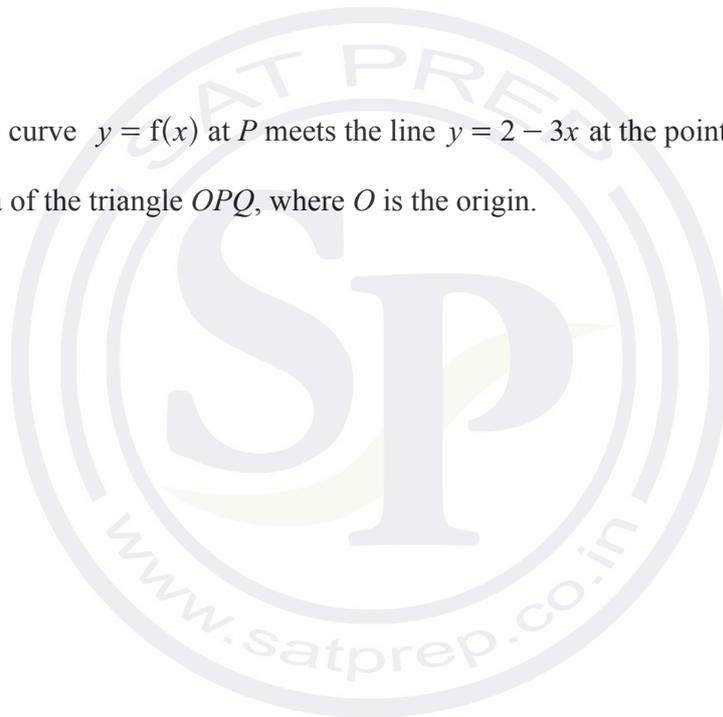 SAT PREP
curve y = f(x) at P meets the line y = 2 − 3x at the point
of the triangle OPQ, where O is the origin.
SP
www.satprep.co.in